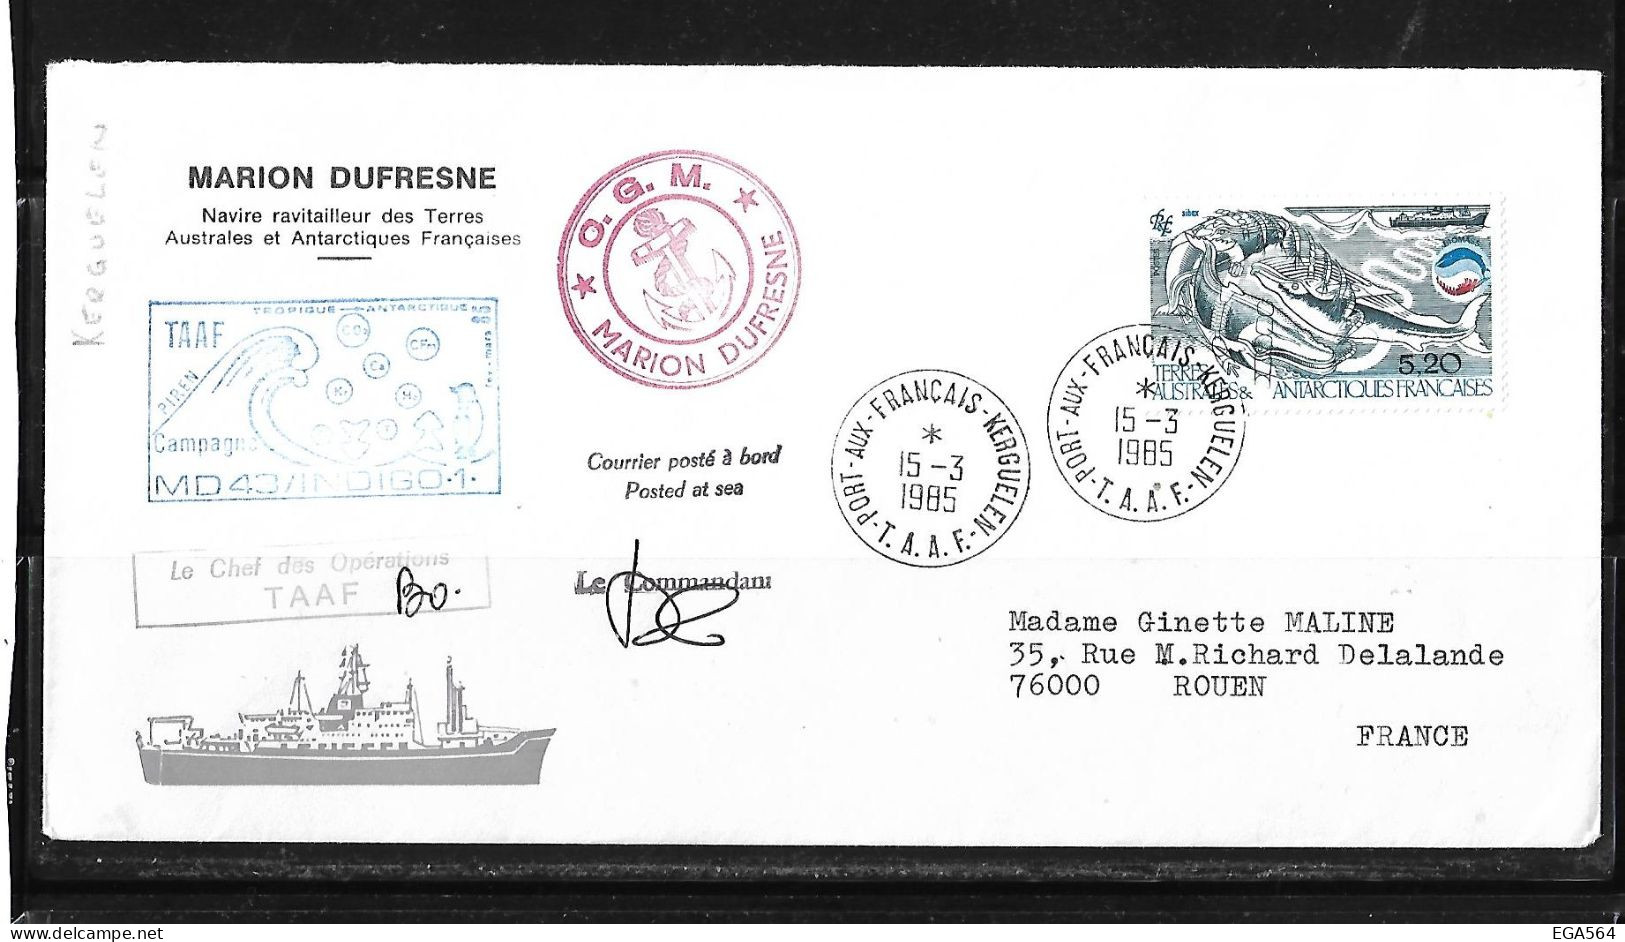 KERGUELEN
MARION DUFRESNE
Navire ravitailleur des Terres
Australes et Antarctiques Françaises
TROPIQUE — ANTARCTIQUE
TAAF
PIREN
Campagne
MD 43/INDIGO·1·
O. G. M.
MARION DUFRESNE
Courrier posté à bord
Posted at sea
Le Chef des Opérations
TAAF
Le Commandant
PORT-AUX-FRANÇAIS-KERGUELEN
15-3
1985
T. A. A. F.
PORT-AUX-FRANÇAIS-KERGUELEN
15-3
1985
T. A. A. F.
sibex
BIOMASS
5,20
TERRES
AUSTRALES & ANTARCTIQUES FRANÇAISES
Madame Ginette MALINE
35, Rue M.Richard Delalande
76000 ROUEN
FRANCE
EGA564